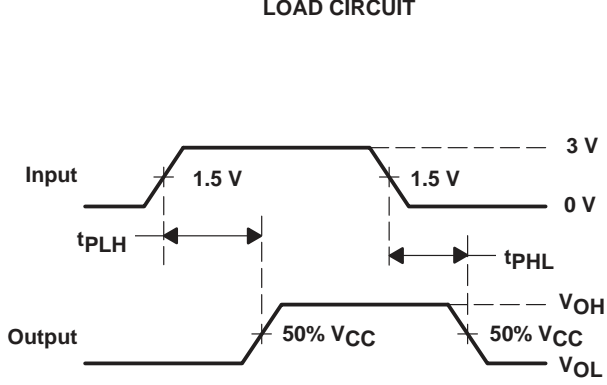 LOAD CIRCUIT
3 V
Input
1.5 V
1.5 V
0 V
tPLH
tPHL
VOH
Output
50% VCC
50% VCC
VOL